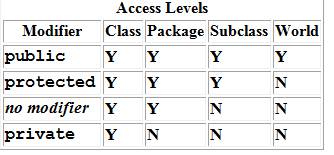 Access Levels
Modifier Class Package Subclass World
public Y Y Y Y
protected Y Y Y N
no modifier Y Y N N
private Y N N N